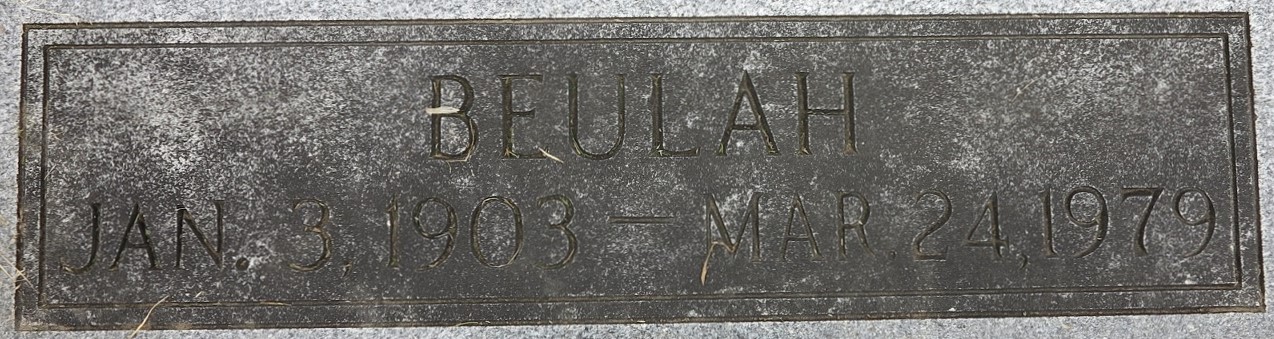 BEULAH
JAN. 3, 1903 — MAR. 24, 1979